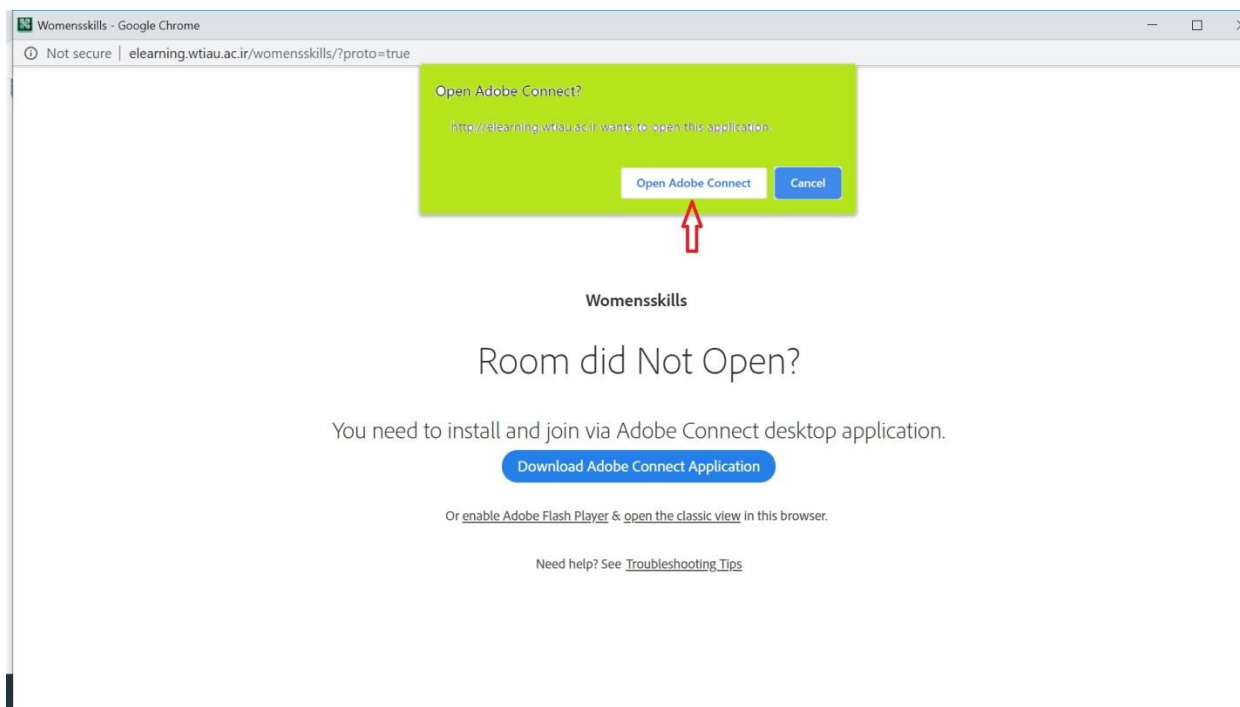 Womensskills - Google Chrome
Not secure | elearning.wtiau.ac.ir/womensskills/?proto=true
Open Adobe Connect?
http://elearning.wtiau.ac.ir wants to open this application.
Open Adobe Connect
Cancel
Womensskills
Room did Not Open?
You need to install and join via Adobe Connect desktop application.
Download Adobe Connect Application
Or enable Adobe Flash Player & open the classic view in this browser.
Need help? See Troubleshooting Tips